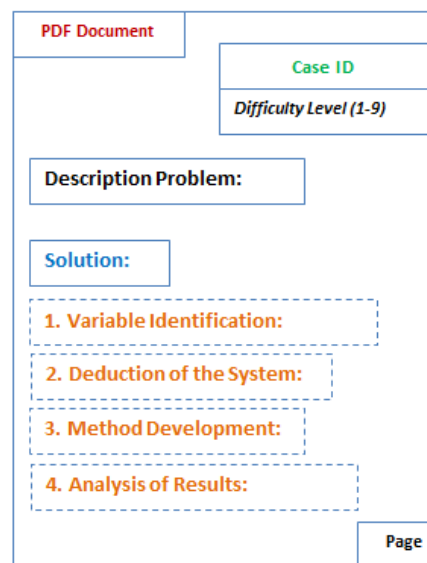 PDF Document
Case ID
Difficulty Level (1-9)
Description Problem:
Solution:
1. Variable Identification:
2. Deduction of the System:
3. Method Development:
4. Analysis of Results:
Page